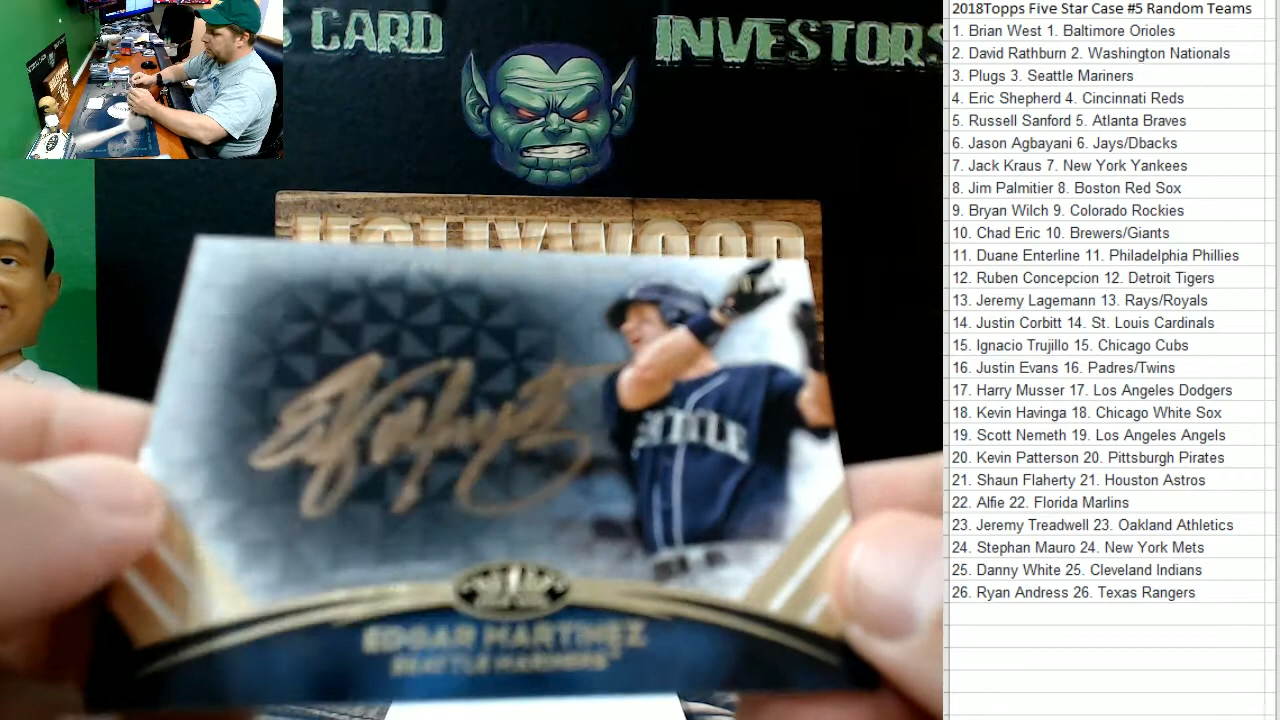 CARD INVESTORS
HOLLYWOOD
SEATTLE
EDGAR MARTINEZ
SEATTLE MARINERS
2018Topps Five Star Case #5 Random Teams
1. Brian West 1. Baltimore Orioles
2. David Rathburn 2. Washington Nationals
3. Plugs 3. Seattle Mariners
4. Eric Shepherd 4. Cincinnati Reds
5. Russell Sanford 5. Atlanta Braves
6. Jason Agbayani 6. Jays/Dbacks
7. Jack Kraus 7. New York Yankees
8. Jim Palmitier 8. Boston Red Sox
9. Bryan Wilch 9. Colorado Rockies
10. Chad Eric 10. Brewers/Giants
11. Duane Enterline 11. Philadelphia Phillies
12. Ruben Concepcion 12. Detroit Tigers
13. Jeremy Lagemann 13. Rays/Royals
14. Justin Corbitt 14. St. Louis Cardinals
15. Ignacio Trujillo 15. Chicago Cubs
16. Justin Evans 16. Padres/Twins
17. Harry Musser 17. Los Angeles Dodgers
18. Kevin Havinga 18. Chicago White Sox
19. Scott Nemeth 19. Los Angeles Angels
20. Kevin Patterson 20. Pittsburgh Pirates
21. Shaun Flaherty 21. Houston Astros
22. Alfie 22. Florida Marlins
23. Jeremy Treadwell 23. Oakland Athletics
24. Stephan Mauro 24. New York Mets
25. Danny White 25. Cleveland Indians
26. Ryan Andress 26. Texas Rangers